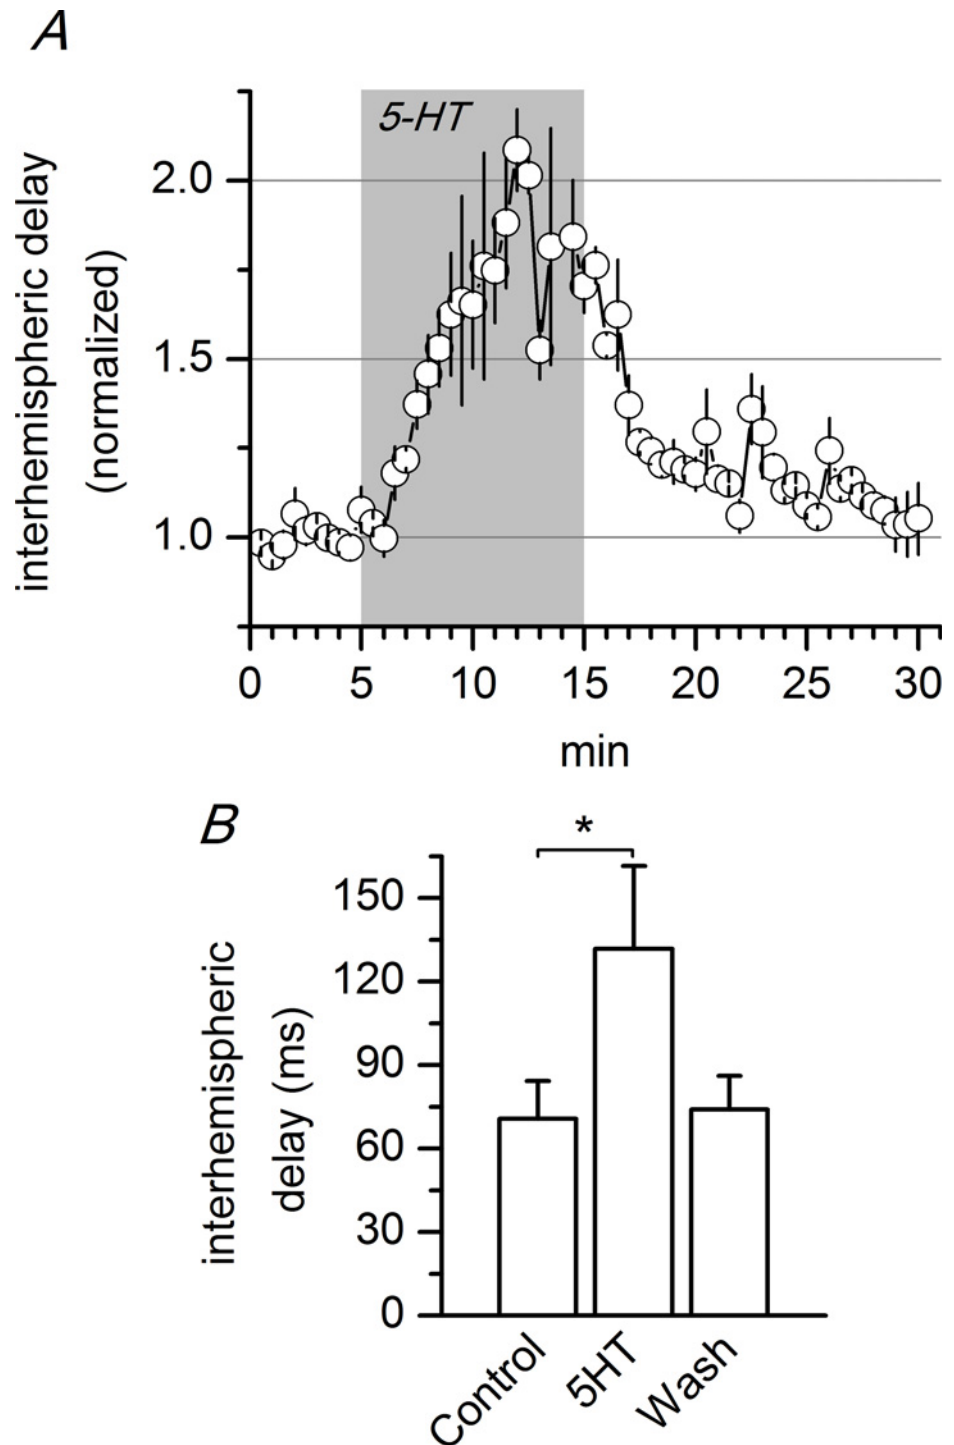 A
5-HT
interhemispheric delay
(normalized)
2.0
1.5
1.0
0 5 10 15 20 25 30
min
B
*
interhemispheric
delay (ms)
150
120
90
60
30
0
Control 5HT Wash